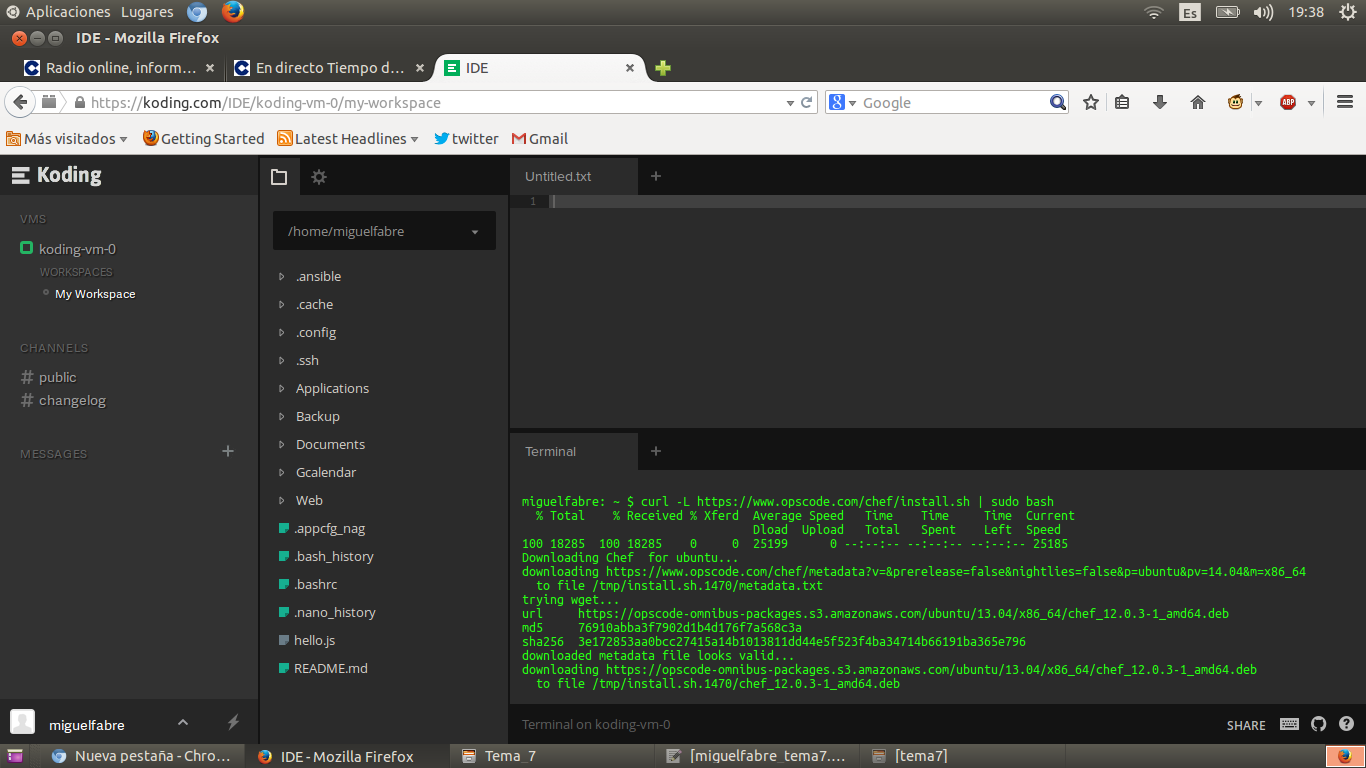 Aplicaciones Lugares Es 19:38
IDE - Mozilla Firefox
Radio online, inform... × En directo Tiempo d... × IDE ×
https://koding.com/IDE/koding-vm-0/my-workspace Google ABP
Más visitados Getting Started Latest Headlines twitter Gmail
Koding
VMS
koding-vm-0
WORKSPACES
My Workspace
CHANNELS
# public
# changelog
MESSAGES +
miguelfabre
/home/miguelfabre
.ansible
.cache
.config
.ssh
Applications
Backup
Documents
Gcalendar
Web
.appcfg_nag
.bash_history
.bashrc
.nano_history
hello.js
README.md
Untitled.txt +
1
Terminal +
miguelfabre: ~ $ curl -L https://www.opscode.com/chef/install.sh | sudo bash
% Total % Received % Xferd Average Speed Time Time Time Current
Dload Upload Total Spent Left Speed
100 18285 100 18285 0 0 25199 0 --:--:-- --:--:-- --:--:-- 25185
Downloading Chef for ubuntu...
downloading https://www.opscode.com/chef/metadata?v=&prerelease=false&nightlies=false&p=ubuntu&pv=14.04&m=x86_64
to file /tmp/install.sh.1470/metadata.txt
trying wget...
url https://opscode-omnibus-packages.s3.amazonaws.com/ubuntu/13.04/x86_64/chef_12.0.3-1_amd64.deb
md5 76910abba3f7902d1b4d176f7a568c3a
sha256 3e172853aa0bcc27415a14b1013811dd44e5f523f4ba34714b66191ba365e796
downloaded metadata file looks valid...
downloading https://opscode-omnibus-packages.s3.amazonaws.com/ubuntu/13.04/x86_64/chef_12.0.3-1_amd64.deb
to file /tmp/install.sh.1470/chef_12.0.3-1_amd64.deb
Terminal on koding-vm-0 SHARE ?
Nueva pestaña - Chro... IDE - Mozilla Firefox Tema_7 [miguelfabre_tema7.... [tema7]